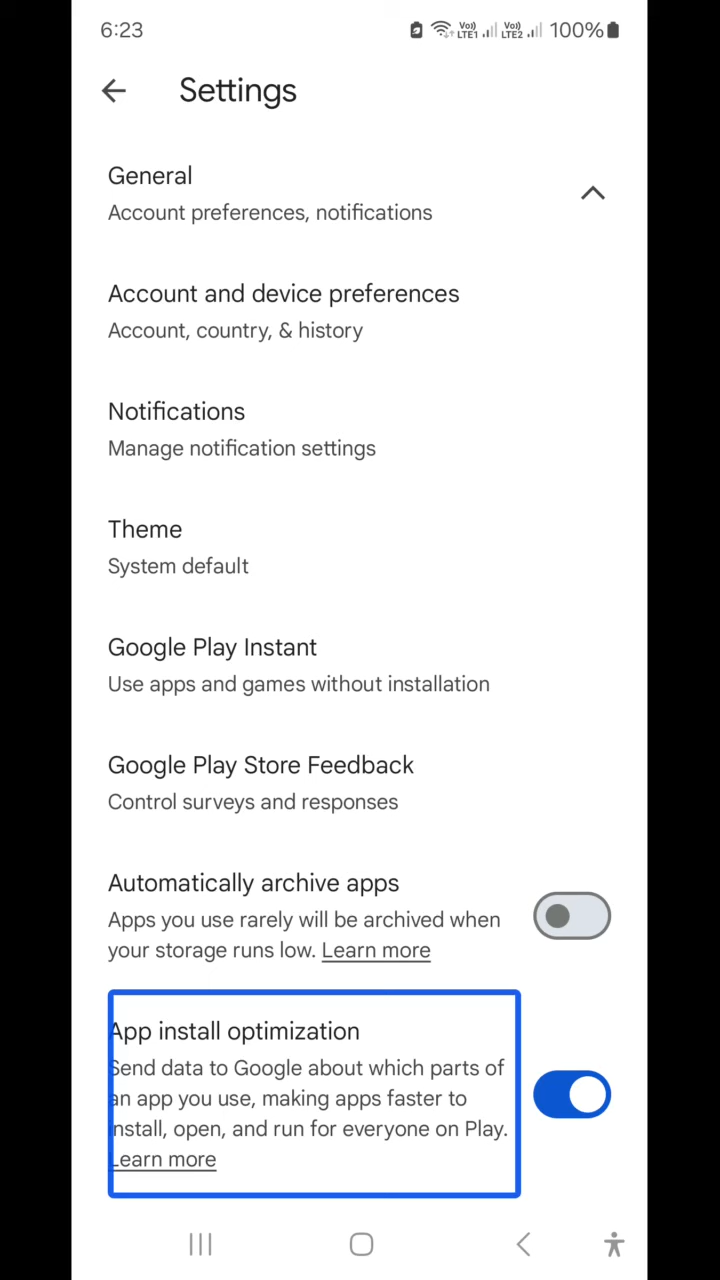 6:23
Vo) LTE1 Vo) LTE2 100%
Settings
General
Account preferences, notifications
Account and device preferences
Account, country, & history
Notifications
Manage notification settings
Theme
System default
Google Play Instant
Use apps and games without installation
Google Play Store Feedback
Control surveys and responses
Automatically archive apps
Apps you use rarely will be archived when
your storage runs low. Learn more
App install optimization
Send data to Google about which parts of
an app you use, making apps faster to
install, open, and run for everyone on Play.
Learn more